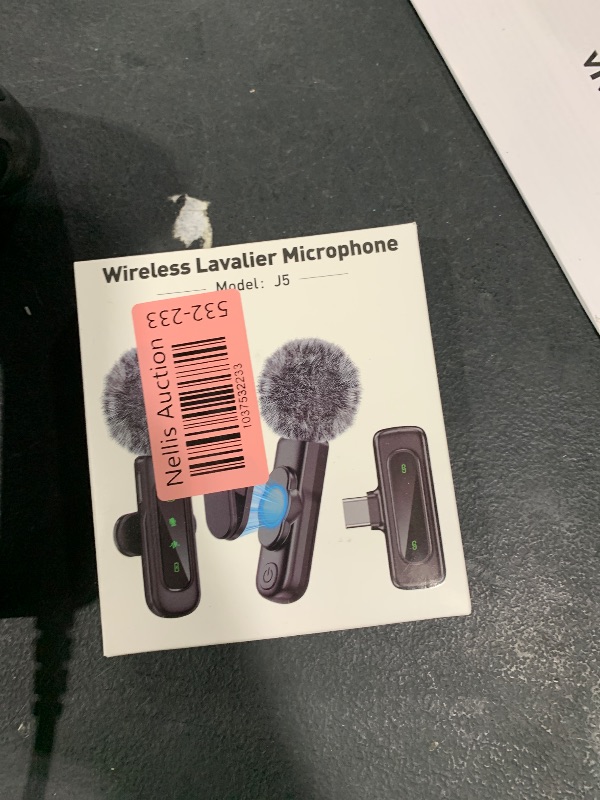 Wireless Lavalier Microphone
Model: J5
532-233
Nellis Auction
1037532233